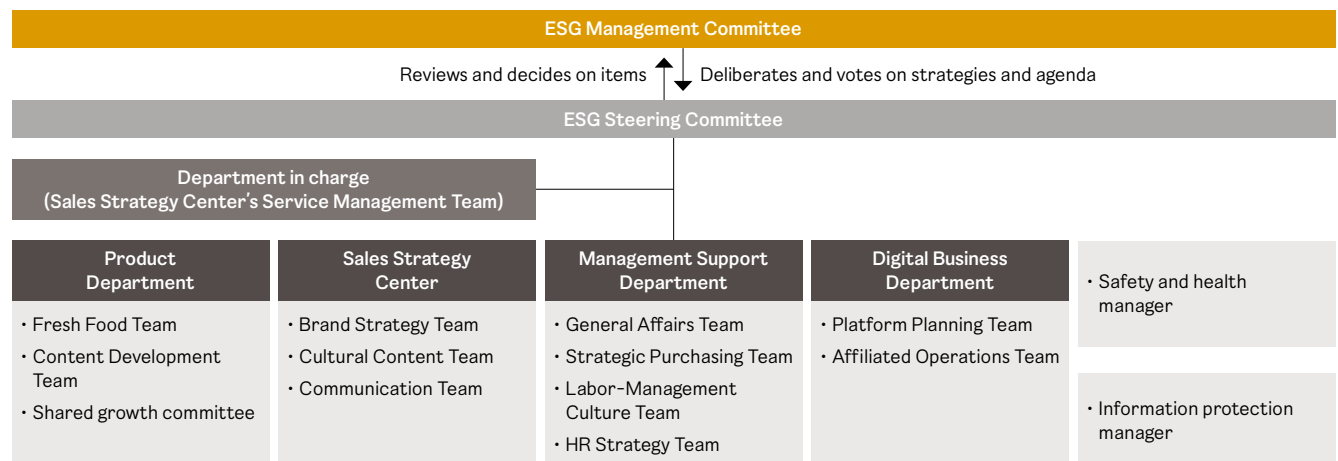 ESG Management Committee
Reviews and decides on items
Deliberates and votes on strategies and agenda
ESG Steering Committee
Department in charge
(Sales Strategy Center's Service Management Team)
Product
Department
• Fresh Food Team
• Content Development
Team
• Shared growth committee
Sales Strategy
Center
• Brand Strategy Team
• Cultural Content Team
• Communication Team
Management Support
Department
• General Affairs Team
• Strategic Purchasing Team
• Labor-Management
Culture Team
• HR Strategy Team
Digital Business
Department
• Platform Planning Team
• Affiliated Operations Team
• Safety and health
manager
• Information protection
manager